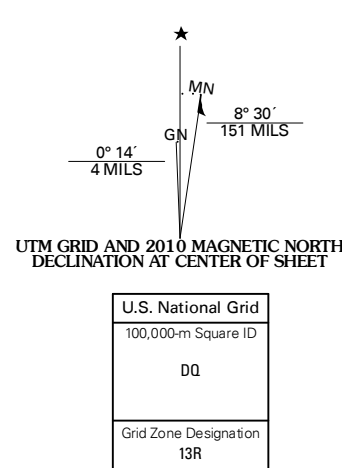 ★
MN
8° 30´
151 MILS
GN
0° 14´
4 MILS
UTM GRID AND 2010 MAGNETIC NORTH
DECLINATION AT CENTER OF SHEET
U.S. National Grid
100,000-m Square ID
DQ
Grid Zone Designation
13R